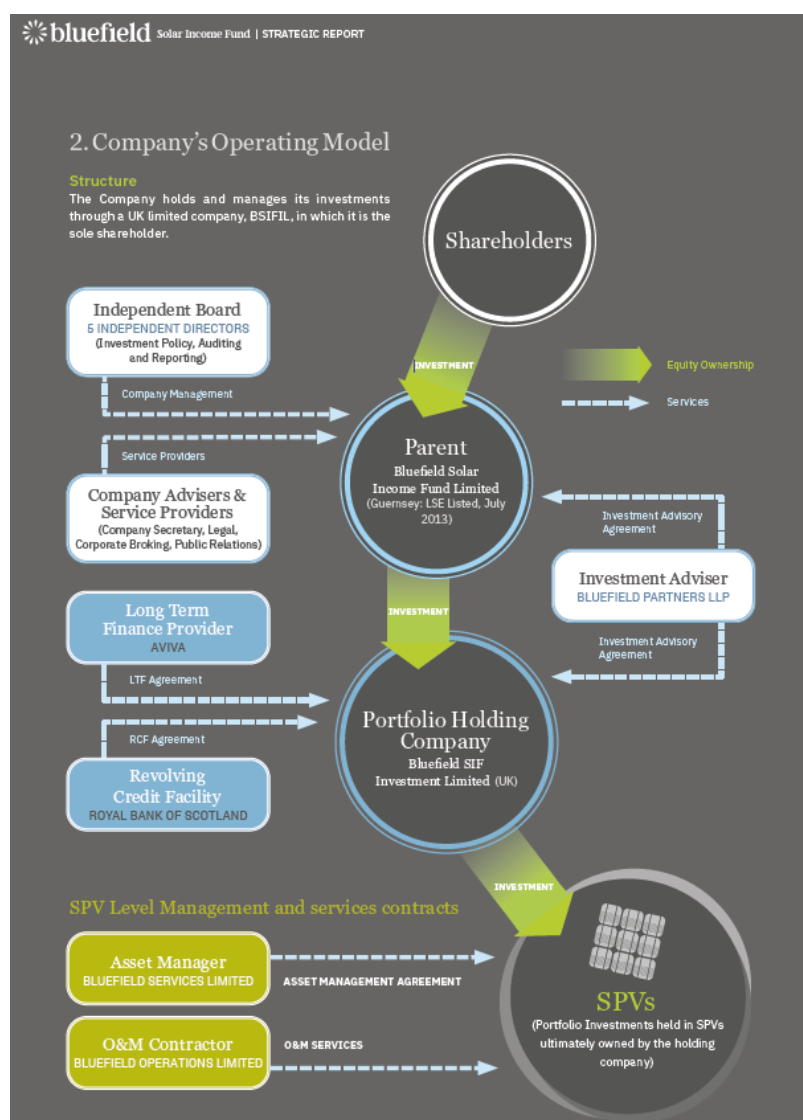 bluefield Solar Income Fund | STRATEGIC REPORT
2. Company's Operating Model
Structure
The Company holds and manages its investments
through a UK limited company, BSIFIL, in which it is the
sole shareholder.
Shareholders
Independent Board
5 INDEPENDENT DIRECTORS
(Investment Policy, Auditing
and Reporting)
INVESTMENT
Equity Ownership
Company Management
Services
Service Providers
Parent
Bluefield Solar
Income Fund Limited
(Guernsey: LSE Listed, July
2013)
Company Advisers &
Service Providers
(Company Secretary, Legal,
Corporate Broking, Public Relations)
Investment Advisory
Agreement
Investment Adviser
BLUEFIELD PARTNERS LLP
Long Term
Finance Provider
AVIVA
INVESTMENT
Investment Advisory
Agreement
LTF Agreement
RCF Agreement
Portfolio Holding
Company
Bluefield SIF
Investment Limited (UK)
Revolving
Credit Facility
ROYAL BANK OF SCOTLAND
INVESTMENT
SPV Level Management and services contracts
Asset Manager
BLUEFIELD SERVICES LIMITED
ASSET MANAGEMENT AGREEMENT
SPVs
(Portfolio Investments held in SPVs
ultimately owned by the holding
company)
O&M Contractor
BLUEFIELD OPERATIONS LIMITED
O&M SERVICES